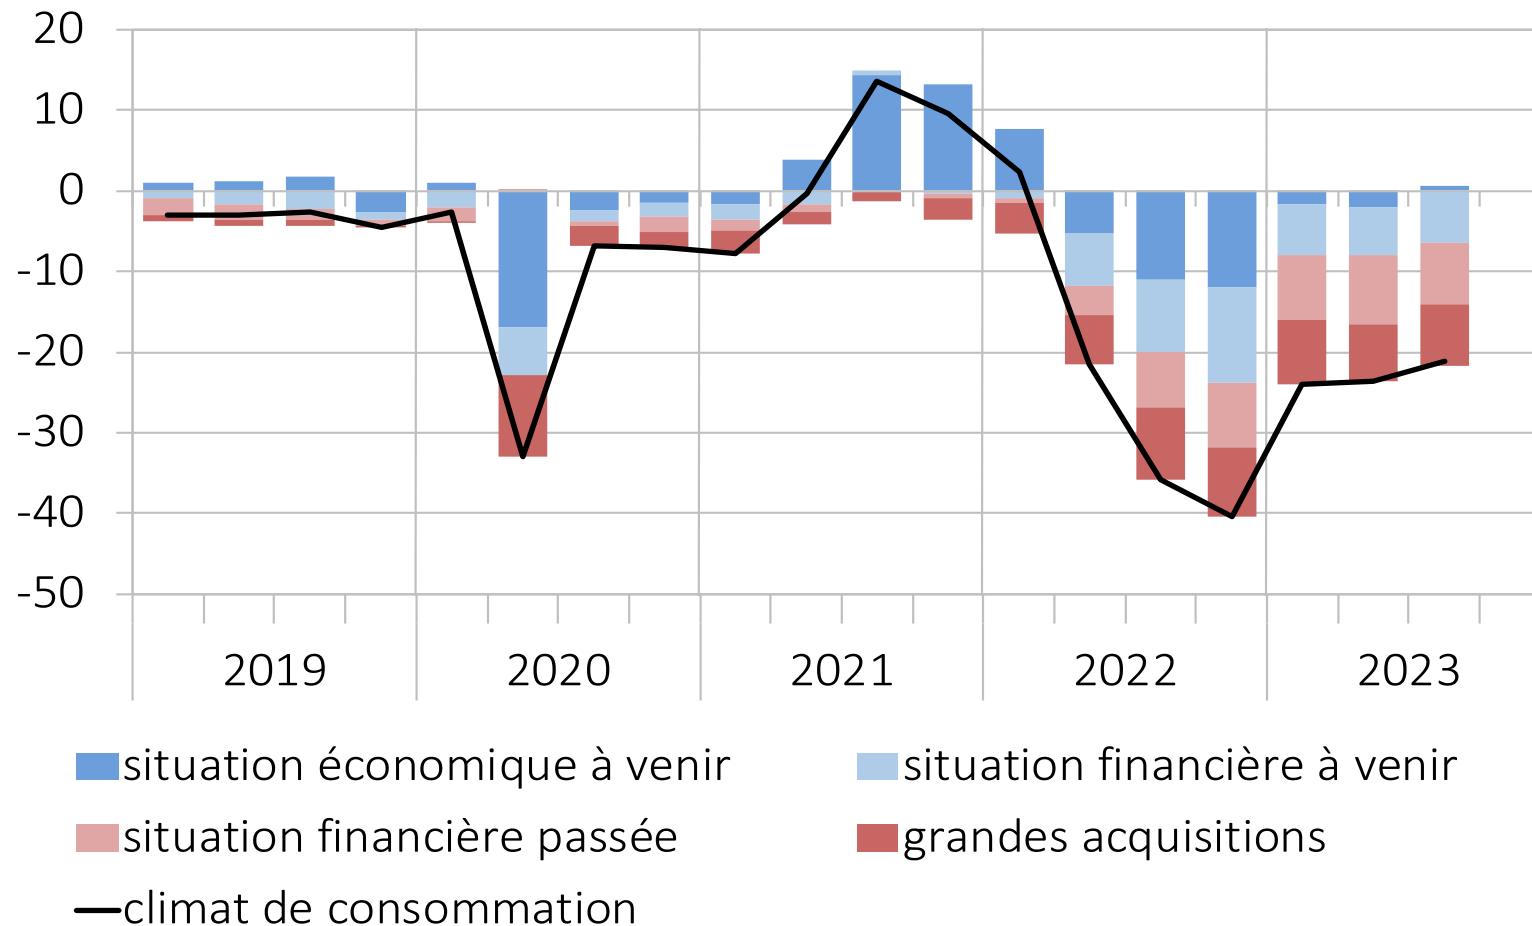 20
10
0
-10
-20
-30
-40
-50
2019 2020 2021 2022 2023
situation économique à venir situation financière à venir
situation financière passée grandes acquisitions
climat de consommation